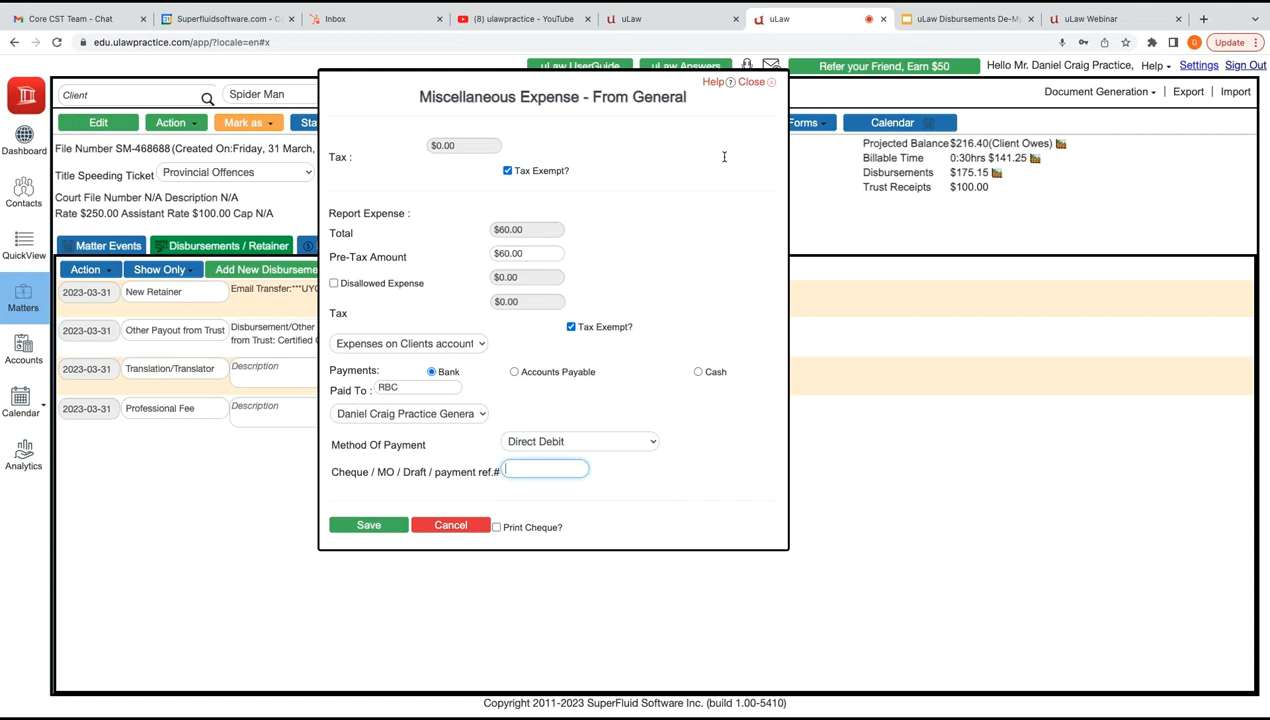 Core CST Team - Chat
Superfluidsoftware.com - C
Inbox
(8) ulawpractice - YouTube
uLaw
uLaw
uLaw Disbursements De-My
uLaw Webinar
edu.ulawpractice.com/app/?locale=en#x
Update
uLaw UserGuide
uLaw Answers
Refer your Friend, Earn $50
Hello Mr. Daniel Craig Practice,
Help
Settings
Sign Out
Client
Spider Man
Document Generation
Export
Import
Edit
Action
Mark as
Sta
Forms
Calendar
File Number SM-468688 (Created On:Friday, 31 March,
Title Speeding Ticket
Provincial Offences
Court File Number N/A Description N/A
Rate $250.00 Assistant Rate $100.00 Cap N/A
Projected Balance $216.40(Client Owes)
Billable Time 0:30hrs $141.25
Disbursements $175.15
Trust Receipts $100.00
Dashboard
Contacts
QuickView
Matters
Accounts
Calendar
Analytics
Matter Events
Disbursements / Retainer
Action
Show Only
Add New Disburseme
2023-03-31
New Retainer
Email Transfer:***UYC
2023-03-31
Other Payout from Trust
Disbursement/Other
from Trust: Certified C
2023-03-31
Translation/Translator
Description
2023-03-31
Professional Fee
Description
Help
Close
Miscellaneous Expense - From General
$0.00
Tax :
Tax Exempt?
Report Expense :
Total
$60.00
Pre-Tax Amount
$60.00
Disallowed Expense
$0.00
$0.00
Tax
Tax Exempt?
Expenses on Clients account
Payments:
Bank
Accounts Payable
Cash
Paid To :
RBC
Daniel Craig Practice Genera
Method Of Payment
Direct Debit
Cheque / MO / Draft / payment ref.#
Save
Cancel
Print Cheque?
Copyright 2011-2023 SuperFluid Software Inc. (build 1.00-5410)